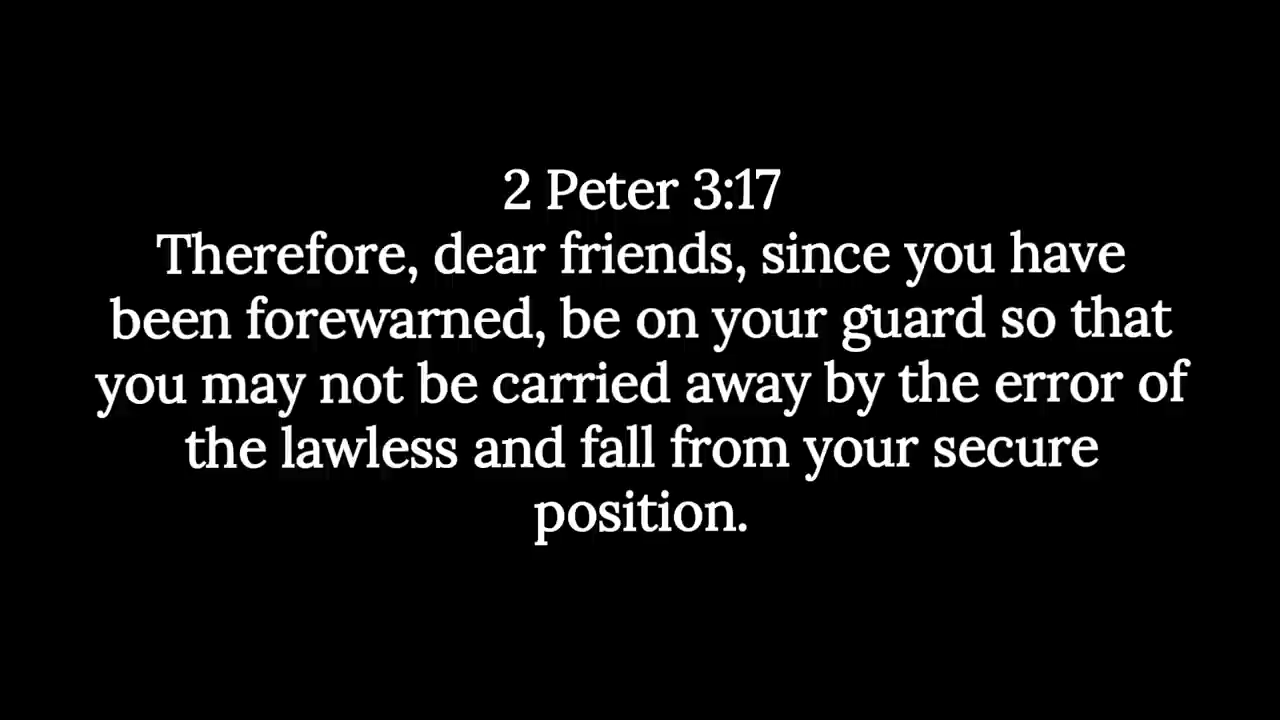 2 Peter 3:17
Therefore, dear friends, since you have
been forewarned, be on your guard so that
you may not be carried away by the error of
the lawless and fall from your secure
position.